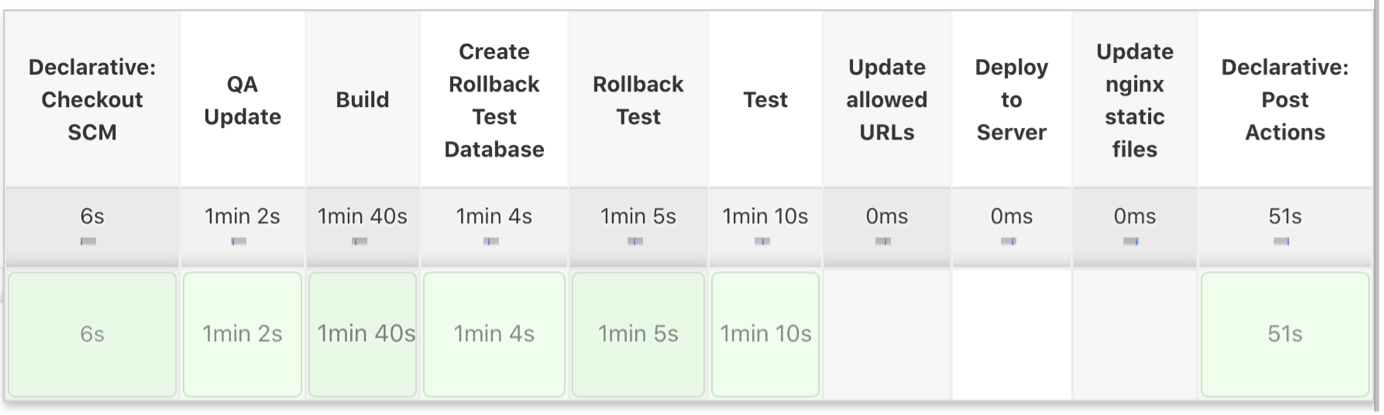 Declarative:
Checkout
SCM
QA
Update
Build
Create
Rollback
Test
Database
Rollback
Test
Test
Update
allowed
URLs
Deploy
to
Server
Update
nginx
static
files
Declarative:
Post
Actions
6s
1min 2s
1min 40s
1min 4s
1min 5s
1min 10s
0ms
0ms
0ms
51s
6s
1min 2s
1min 40s
1min 4s
1min 5s
1min 10s
51s